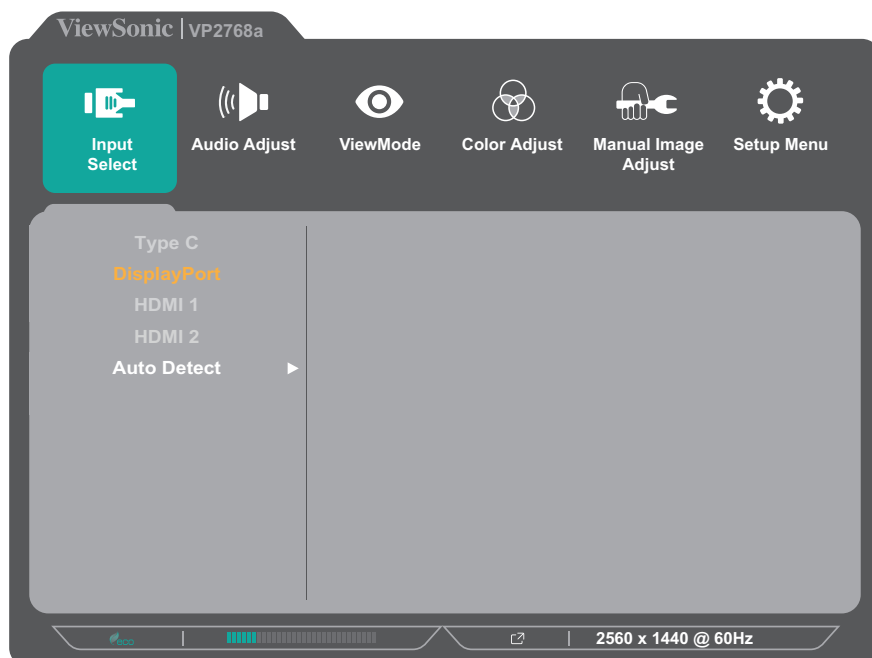 ViewSonic | VP2768a
Input
Select
Audio Adjust
ViewMode
Color Adjust
Manual Image
Adjust
Setup Menu
Type C
DisplayPort
HDMI 1
HDMI 2
Auto Detect
eco
2560 x 1440 @ 60Hz